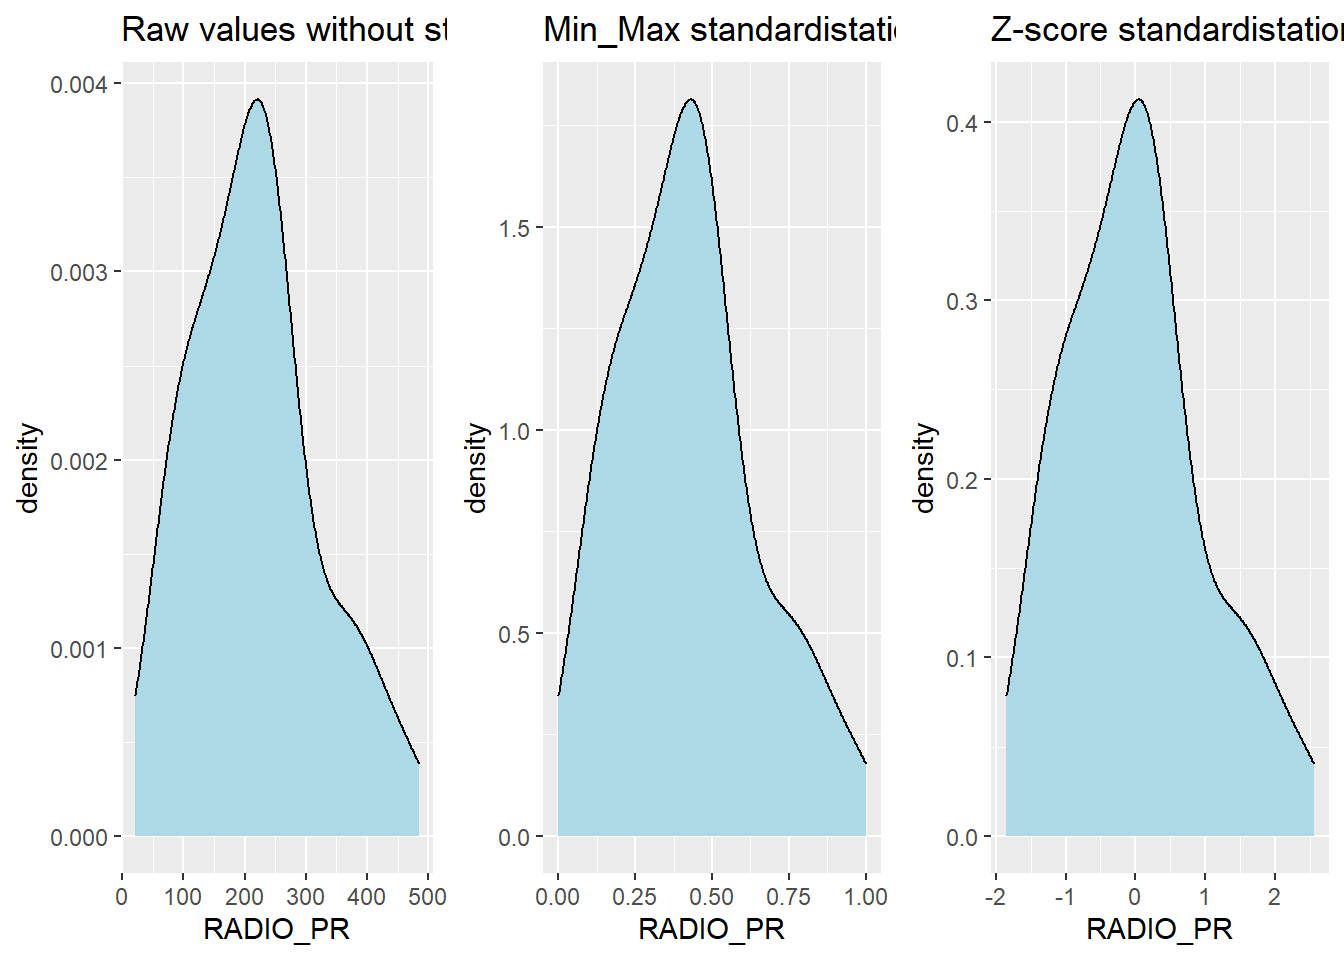 Raw values without st
0.004
0.003
0.002
0.001
0.000
density
0 100 200 300 400 500
RADIO_PR
Min_Max standardistati
1.5
1.0
0.5
0.0
density
0.00 0.25 0.50 0.75 1.00
RADIO_PR
Z-score standardistation
0.4
0.3
0.2
0.1
0.0
density
-2 -1 0 1 2
RADIO_PR